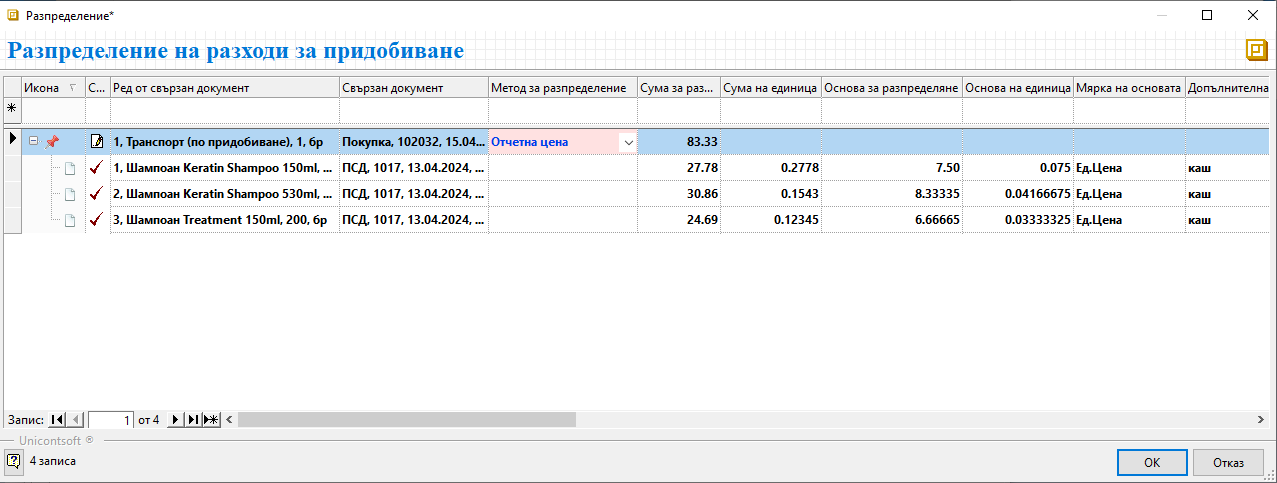 Разпределение*
Разпределение на разходи за придобиване
Икона С... Ред от свързан документ Свързан документ Метод за разпределение Сума за раз... Сума на единица Основа за разпределяне Основа на единица Мярка на основата Допълнителна
1, Транспорт (по придобиване), 1, бр Покупка, 102032, 15.04... Отчетна цена 83.33
1, Шампоан Keratin Shampoo 150ml, ... ПСД, 1017, 13.04.2024, ... 27.78 0.2778 7.50 0.075 Ед.Цена каш
2, Шампоан Keratin Shampoo 530ml, ... ПСД, 1017, 13.04.2024, ... 30.86 0.1543 8.33335 0.04166675 Ед.Цена каш
3, Шампоан Treatment 150ml, 200, бр ПСД, 1017, 13.04.2024, ... 24.69 0.12345 6.66665 0.03333325 Ед.Цена каш
Запис: 1 от 4
Unicontsoft ®
4 записа
OK Отказ